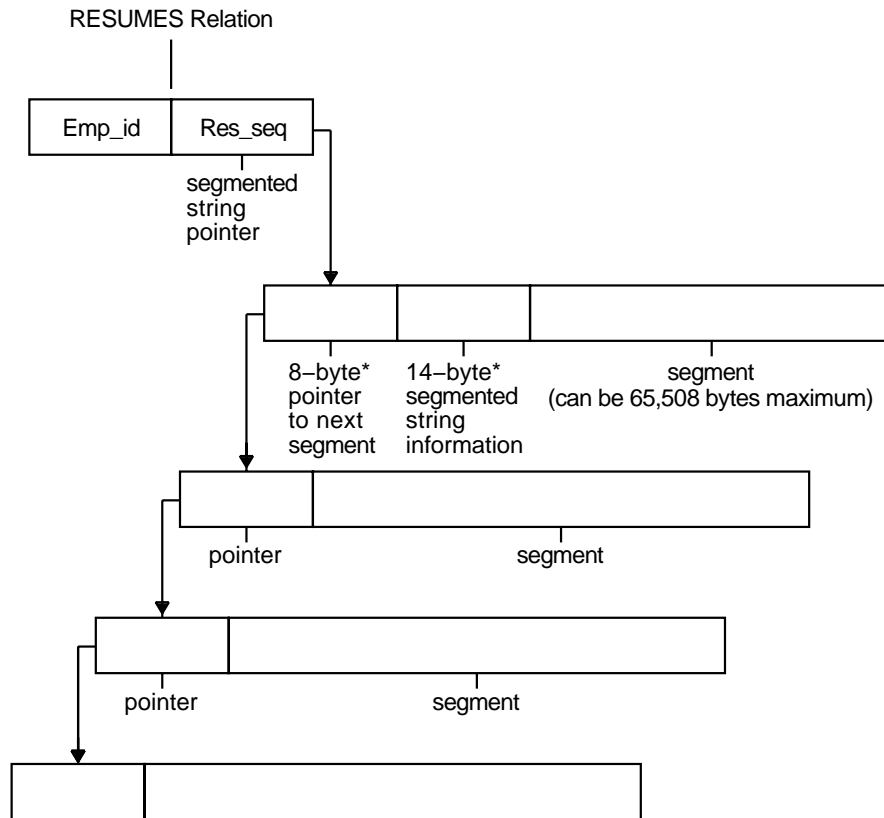 RESUMES Relation
Emp_id
Res_seq
segmented
string
pointer
8–byte*
pointer
to next
segment
14–byte*
segmented
string
information
segment
(can be 65,508 bytes maximum)
pointer
segment
pointer
segment